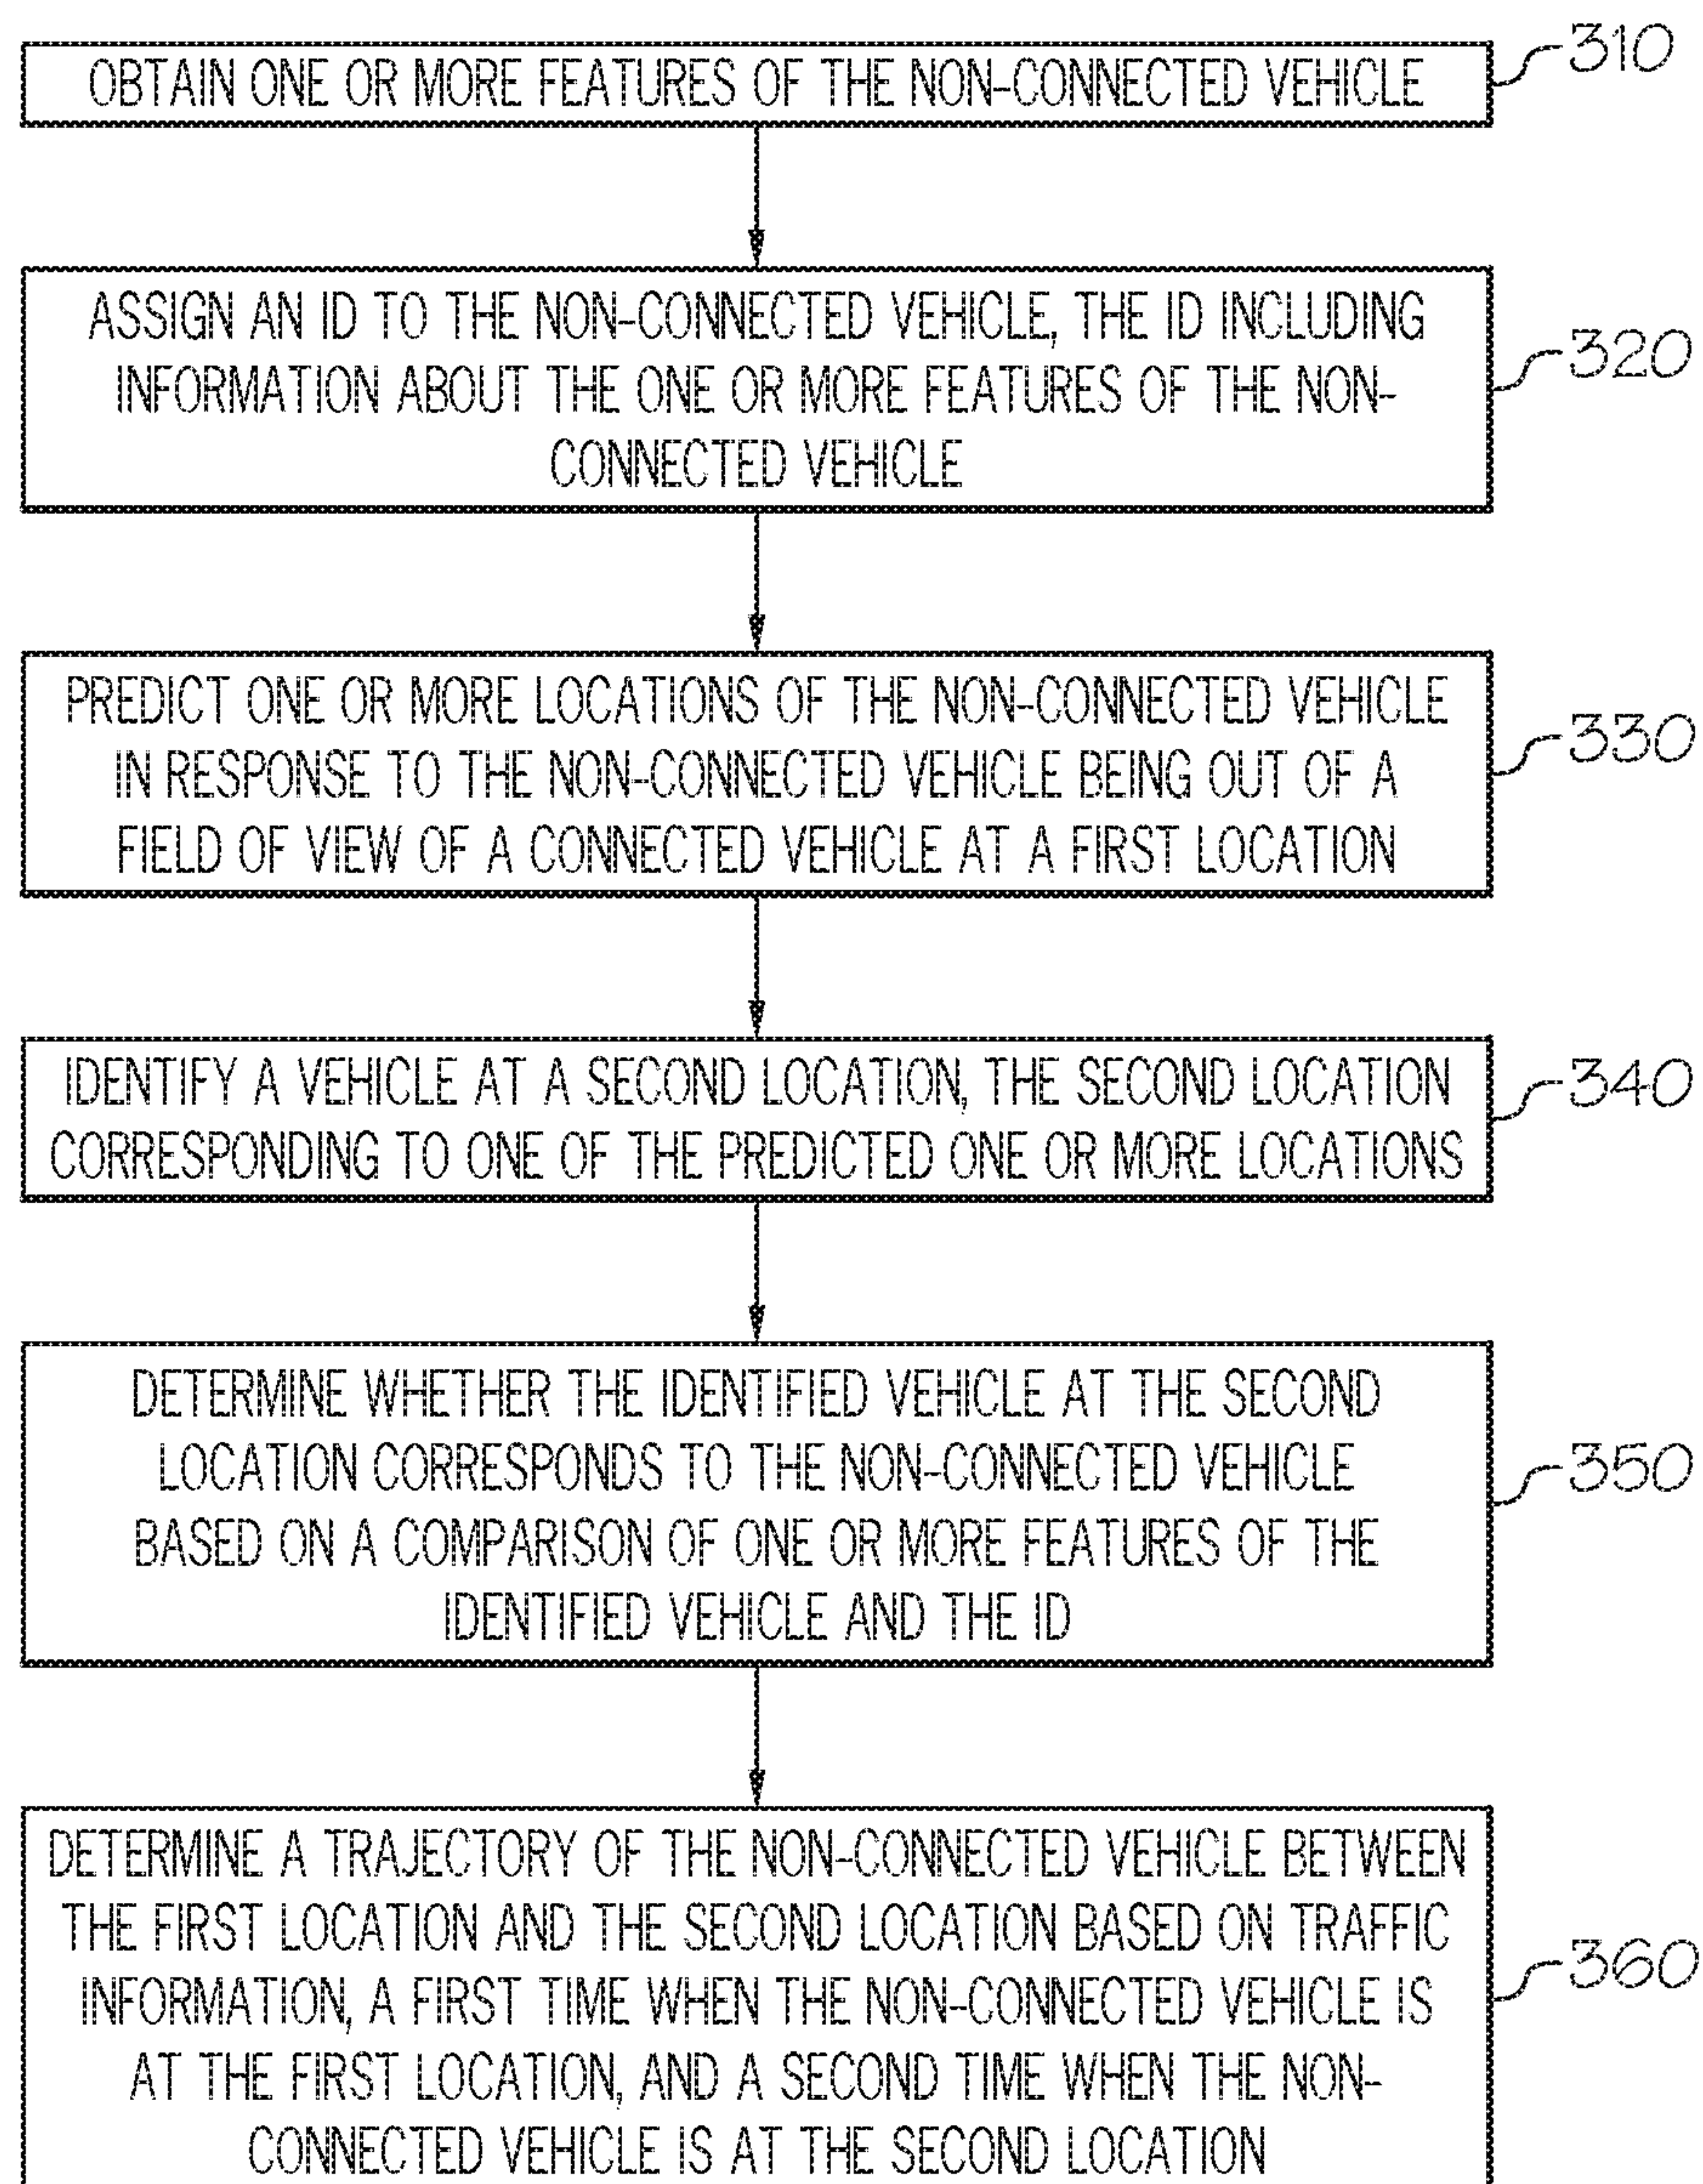 OBTAIN ONE OR MORE FEATURES OF THE NON-CONNECTED VEHICLE
310
ASSIGN AN ID TO THE NON-CONNECTED VEHICLE, THE ID INCLUDING
INFORMATION ABOUT THE ONE OR MORE FEATURES OF THE NON-
CONNECTED VEHICLE
320
PREDICT ONE OR MORE LOCATIONS OF THE NON-CONNECTED VEHICLE
IN RESPONSE TO THE NON-CONNECTED VEHICLE BEING OUT OF A
FIELD OF VIEW OF A CONNECTED VEHICLE AT A FIRST LOCATION
330
IDENTIFY A VEHICLE AT A SECOND LOCATION, THE SECOND LOCATION
CORRESPONDING TO ONE OF THE PREDICTED ONE OR MORE LOCATIONS
340
DETERMINE WHETHER THE IDENTIFIED VEHICLE AT THE SECOND
LOCATION CORRESPONDS TO THE NON-CONNECTED VEHICLE
BASED ON A COMPARISON OF ONE OR MORE FEATURES OF THE
IDENTIFIED VEHICLE AND THE ID
350
DETERMINE A TRAJECTORY OF THE NON-CONNECTED VEHICLE BETWEEN
THE FIRST LOCATION AND THE SECOND LOCATION BASED ON TRAFFIC
INFORMATION, A FIRST TIME WHEN THE NON-CONNECTED VEHICLE IS
AT THE FIRST LOCATION, AND A SECOND TIME WHEN THE NON-
CONNECTED VEHICLE IS AT THE SECOND LOCATION
360